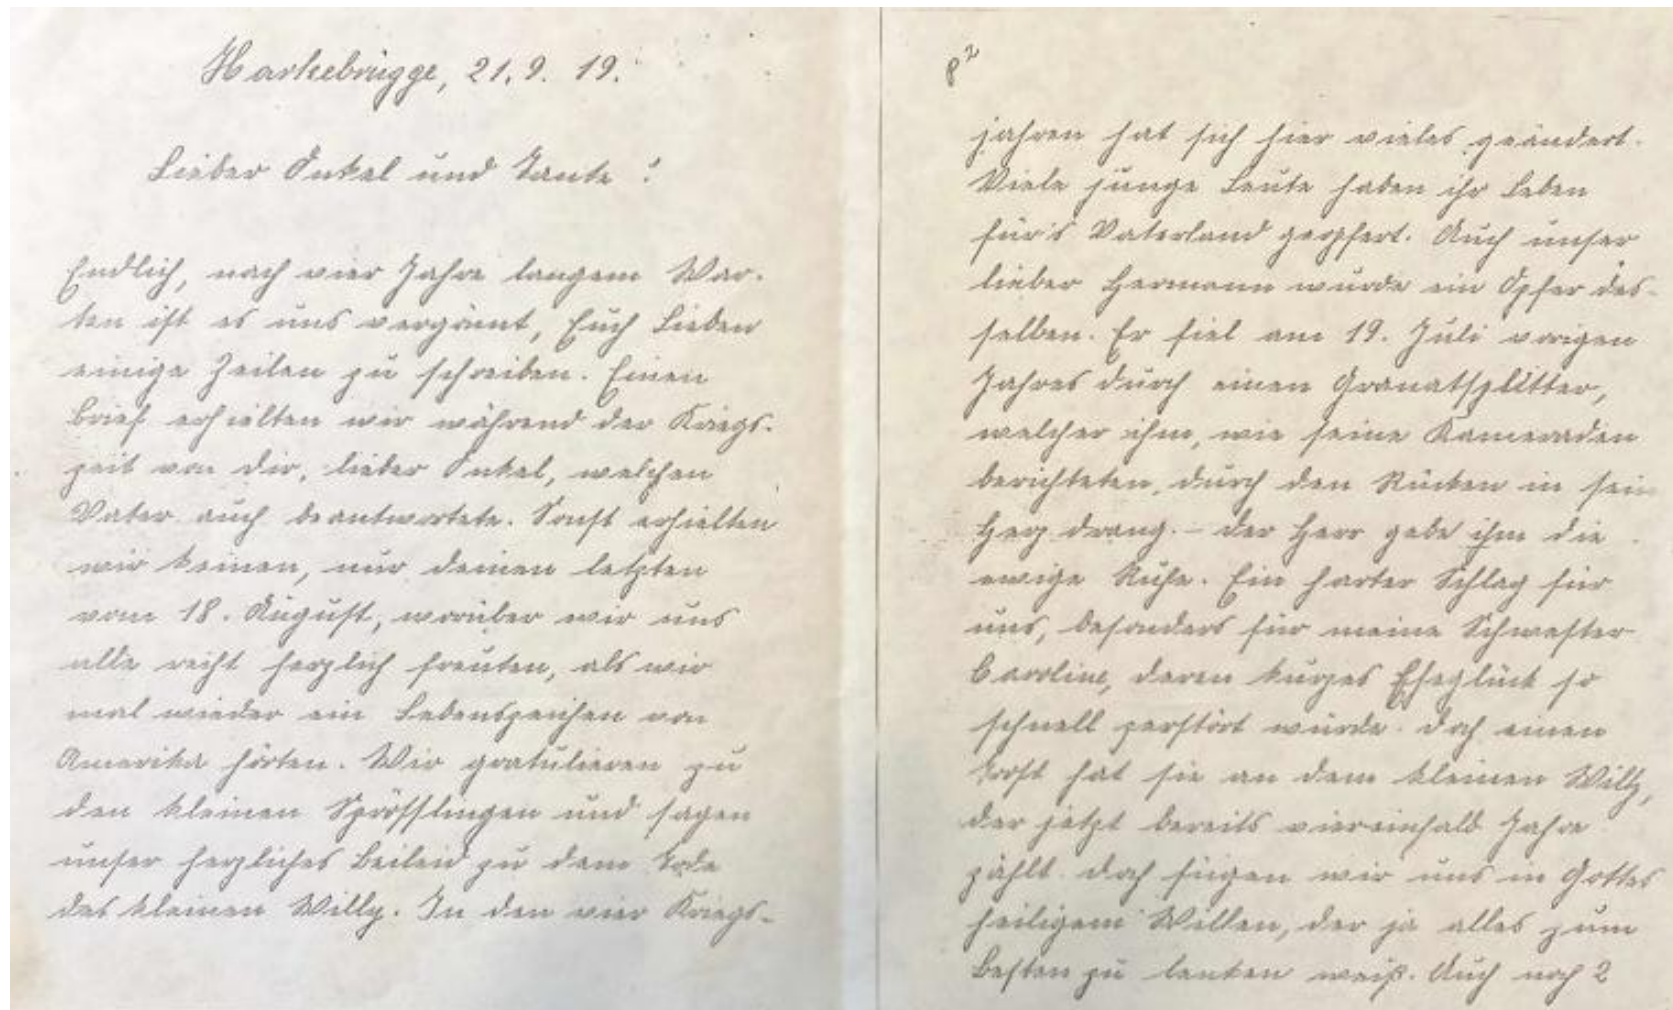 Harkebrügge, 21.9. 19.
Lieber Onkel und Tante!
Endlich, nach vier Jahre langem War-
ten ist es uns vergönnt, Euch Lieben
einige Zeilen zu schreiben. Einen
Brief erhielten wir während der Kriegs-
zeit von dir, lieber Onkel, welchen
Vater auch beantwortete. Sonst erhielten
wir keinen, nur deinen letzten
vom 18. August, worüber wir uns
alle recht herzlich freuten, als wir
mal wieder ein Lebenszeichen von
Amerika hörten. Wir gratulieren zu
den kleinen Sprösslingen und sagen
unser herzliches Beileid zu dem Tode
des kleinen Willy. In den vier Kriegs-
p2
jahren hat sich hier vieles geändert.
Viele junge Leute haben ihr Leben
für's Vaterland geopfert. Auch unser
lieber Hermann wurde ein Opfer des-
selben. Er fiel am 19. Juli vorigen
Jahres durch einen Granatsplitter,
welcher ihm, wie seine Kameraden
berichteten, durch den Rücken in sein
Herz drang. – der Herr gebe ihm die
ewige Ruhe. Ein harter Schlag für
uns, besonders für meine Schwester
Caroline, deren kurzes Eheglück so
schnell zerstört wurde. doch einen
Trost hat sie an dem kleinen Willy,
der jetzt bereits viereinhalb Jahre
zählt. doch fügen wir uns in Gottes
heiligem Willen, der ja alles zum
Besten zu lenken weiß. Auch noch 2